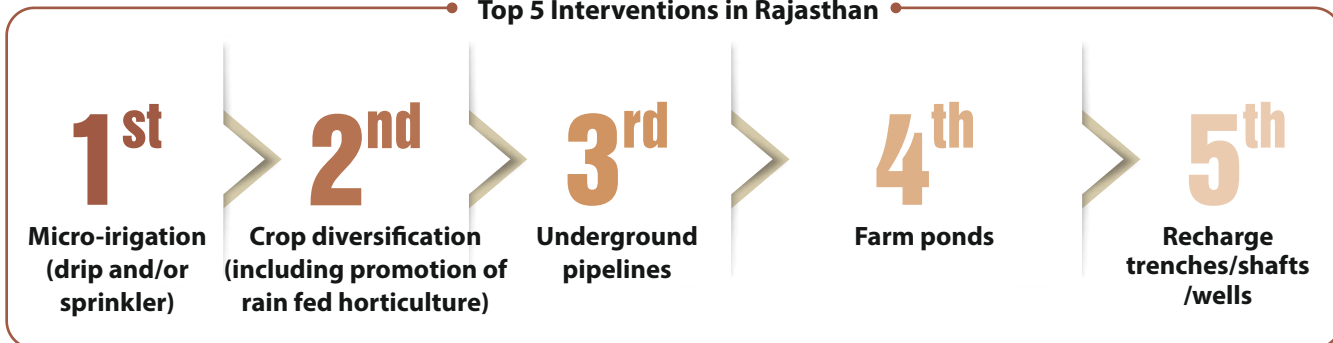 Top 5 Interventions in Rajasthan
1st
Micro-irigation
(drip and/or
sprinkler)
2nd
Crop diversification
(including promotion of
rain fed horticulture)
3rd
Underground
pipelines
4th
Farm ponds
5th
Recharge
trenches/shafts
/wells